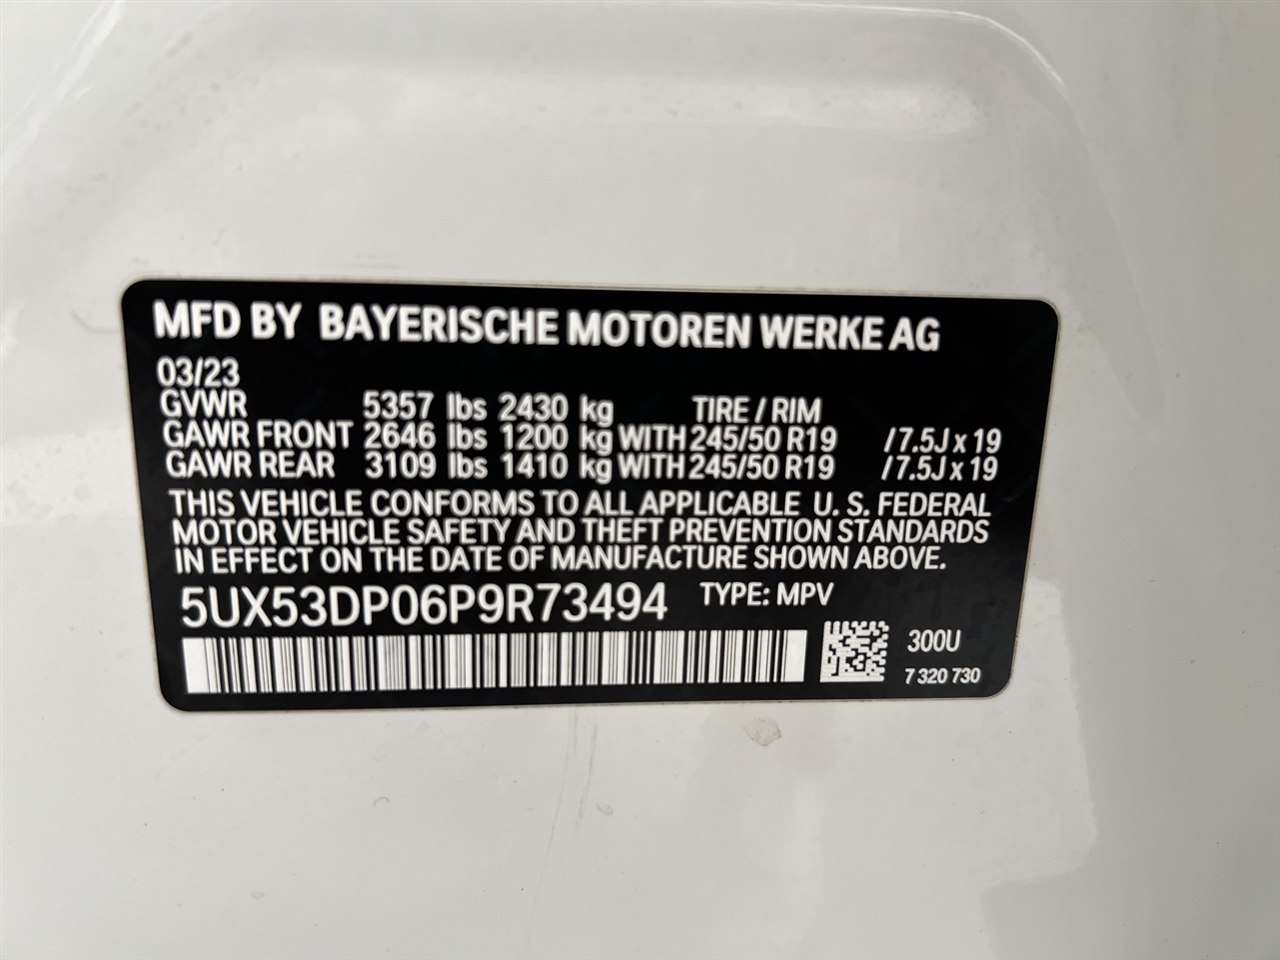 MFD BY BAYERISCHE MOTOREN WERKE AG
03/23
GVWR 5357 lbs 2430 kg TIRE / RIM
GAWR FRONT 2646 lbs 1200 kg WITH 245/50 R19 /7.5J x 19
GAWR REAR 3109 lbs 1410 kg WITH 245/50 R19 /7.5J x 19
THIS VEHICLE CONFORMS TO ALL APPLICABLE U. S. FEDERAL
MOTOR VEHICLE SAFETY AND THEFT PREVENTION STANDARDS
IN EFFECT ON THE DATE OF MANUFACTURE SHOWN ABOVE.
5UX53DP06P9R73494 TYPE: MPV
300U
7 320 730